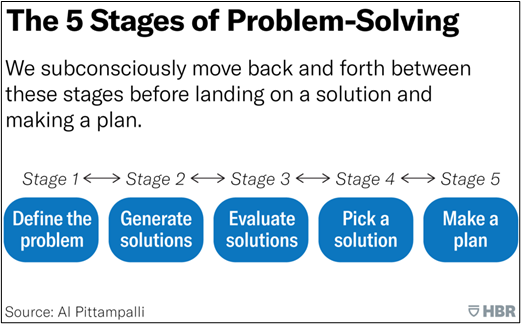 The 5 Stages of Problem-Solving
We subconsciously move back and forth between
these stages before landing on a solution and
making a plan.
Stage 1 ↔ Stage 2 ↔ Stage 3 ↔ Stage 4 ↔ Stage 5
Define the problem
Generate solutions
Evaluate solutions
Pick a solution
Make a plan
Source: Al Pittampalli
HBR